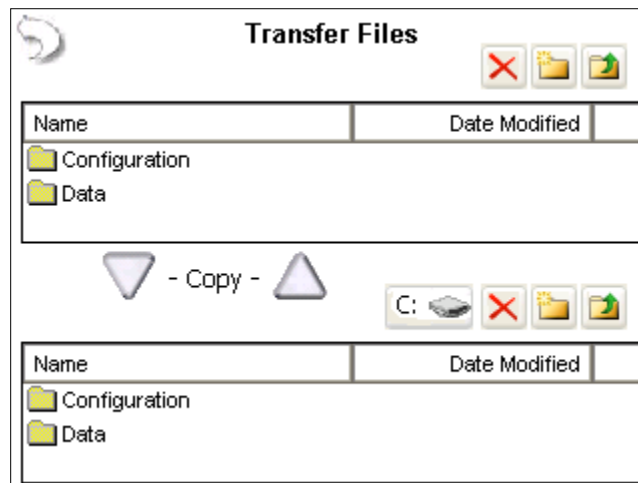 Transfer Files
Name Date Modified
Configuration
Data
- Copy -
C:
Name Date Modified
Configuration
Data